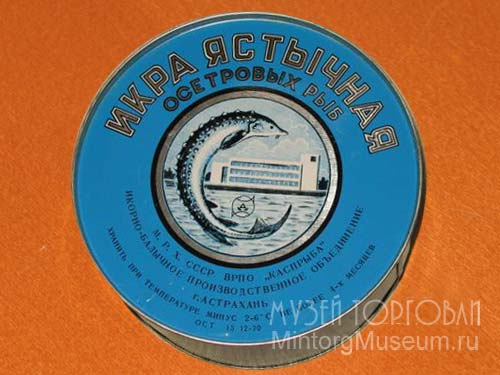 ИКРА ЯСТЫЧНАЯ
ОСЕТРОВЫХ РЫБ
М. Р. Х. СССР ВРПО „КАСПРЫБА"
ИКОРНО-БАЛЫЧНОЕ ПРОИЗВОДСТВЕННОЕ ОБЪЕДИНЕНИЕ
г. АСТРАХАНЬ
ХРАНИТЬ ПРИ ТЕМПЕРАТУРЕ МИНУС 2-6°С НЕ БОЛЕЕ 4-х МЕСЯЦЕВ
ОСТ 15 12-70
МУЗЕЙ ТОРГОВЛИ
MintorgMuseum.ru